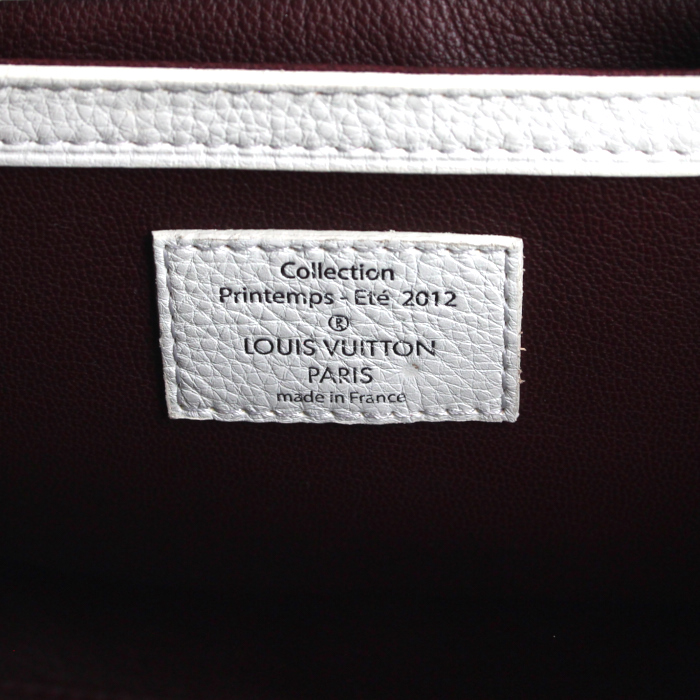 Collection
Printemps - Eté 2012
®
LOUIS VUITTON
PARIS
made in France